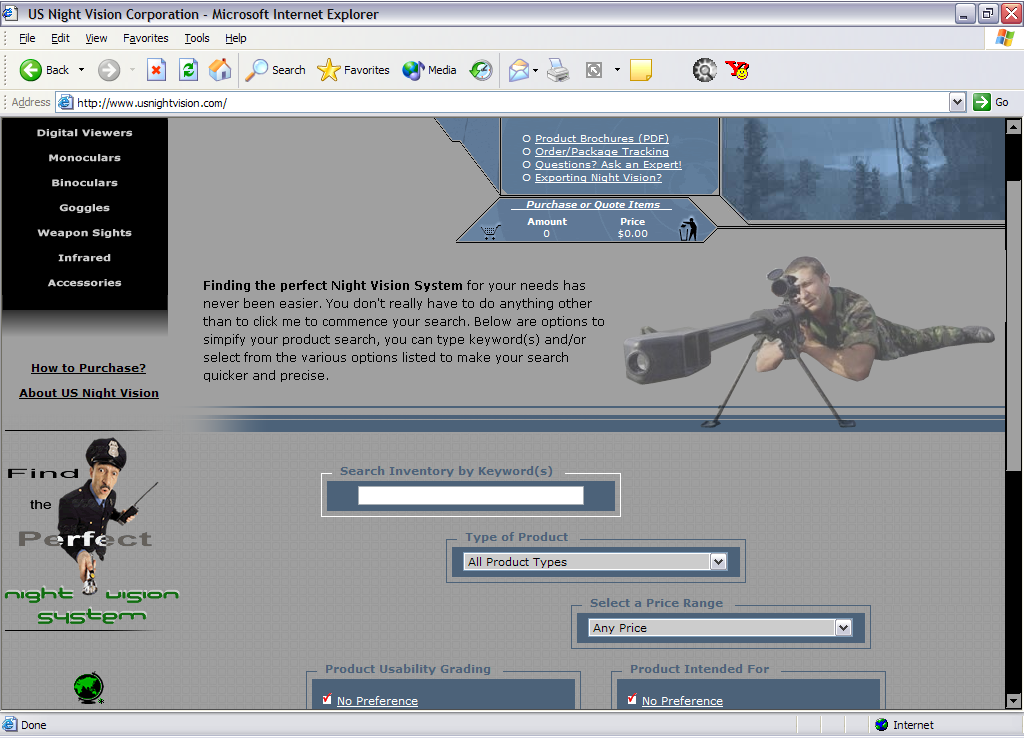 US Night Vision Corporation - Microsoft Internet Explorer
File Edit View Favorites Tools Help
Back Search Favorites Media
Address http://www.usnightvision.com/ Go
Digital Viewers
Monoculars
Binoculars
Goggles
Weapon Sights
Infrared
Accessories
How to Purchase?
About US Night Vision
Find
the
Perfect
night vision
system
Product Brochures (PDF)
Order/Package Tracking
Questions? Ask an Expert!
Exporting Night Vision?
Purchase or Quote Items
Amount Price
0 $0.00
Finding the perfect Night Vision System for your needs has
never been easier. You don't really have to do anything other
than to click me to commence your search. Below are options to
simpify your product search, you can type keyword(s) and/or
select from the various options listed to make your search
quicker and precise.
Search Inventory by Keyword(s)
Type of Product
All Product Types
Select a Price Range
Any Price
Product Usability Grading Product Intended For
No Preference No Preference
Done Internet